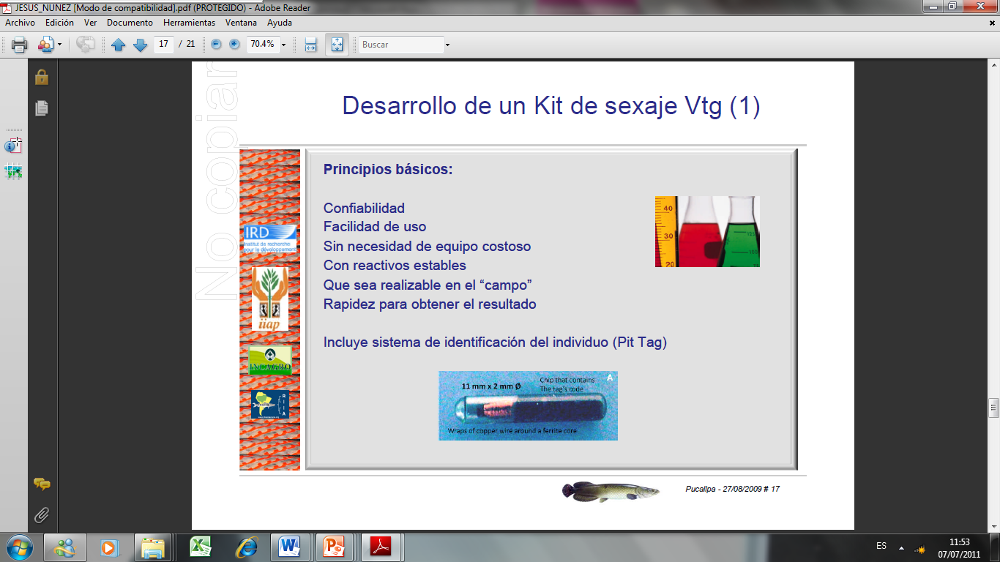 JESUS_NUNEZ [Modo de compatibilidad].pdf (PROTEGIDO) - Adobe Reader
Archivo Edición Ver Documento Herramientas Ventana Ayuda
17 / 21 70.4% Buscar
No copiar
Desarrollo de un Kit de sexaje Vtg (1)
Principios básicos:
Confiabilidad
Facilidad de uso
Sin necesidad de equipo costoso
Con reactivos estables
Que sea realizable en el “campo”
Rapidez para obtener el resultado
Incluye sistema de identificación del individuo (Pit Tag)
40
30
20
100
IRD
Institut de recherche
pour le développement
iiap
INCAGRO
RIIA
11 mm x 2 mm Ø
Chip that contains
The tag's code
A
Wraps of copper wire around a ferrite core
Pucallpa - 27/08/2009 # 17
ES
11:53
07/07/2011